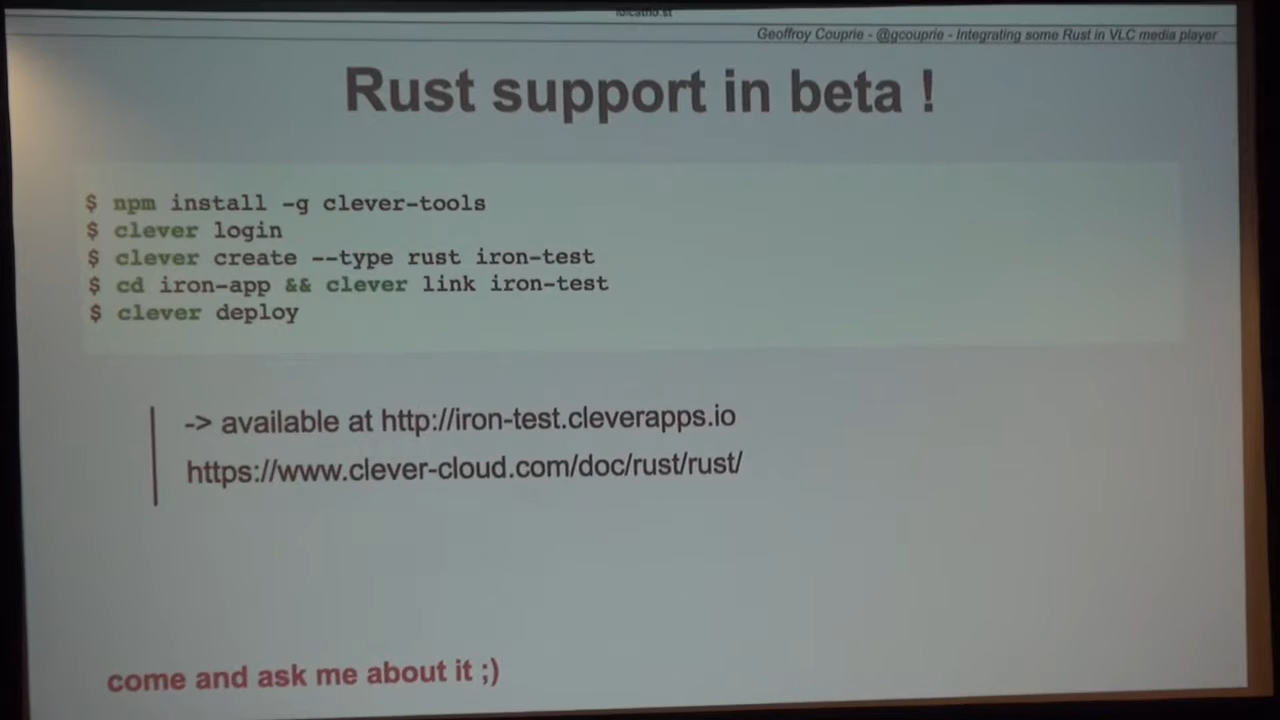 Geoffroy Couprie - @gcouprie - Integrating some Rust in VLC media player
Rust support in beta !
$ npm install -g clever-tools
$ clever login
$ clever create --type rust iron-test
$ cd iron-app && clever link iron-test
$ clever deploy
-> available at http://iron-test.cleverapps.io
https://www.clever-cloud.com/doc/rust/rust/
come and ask me about it ;)